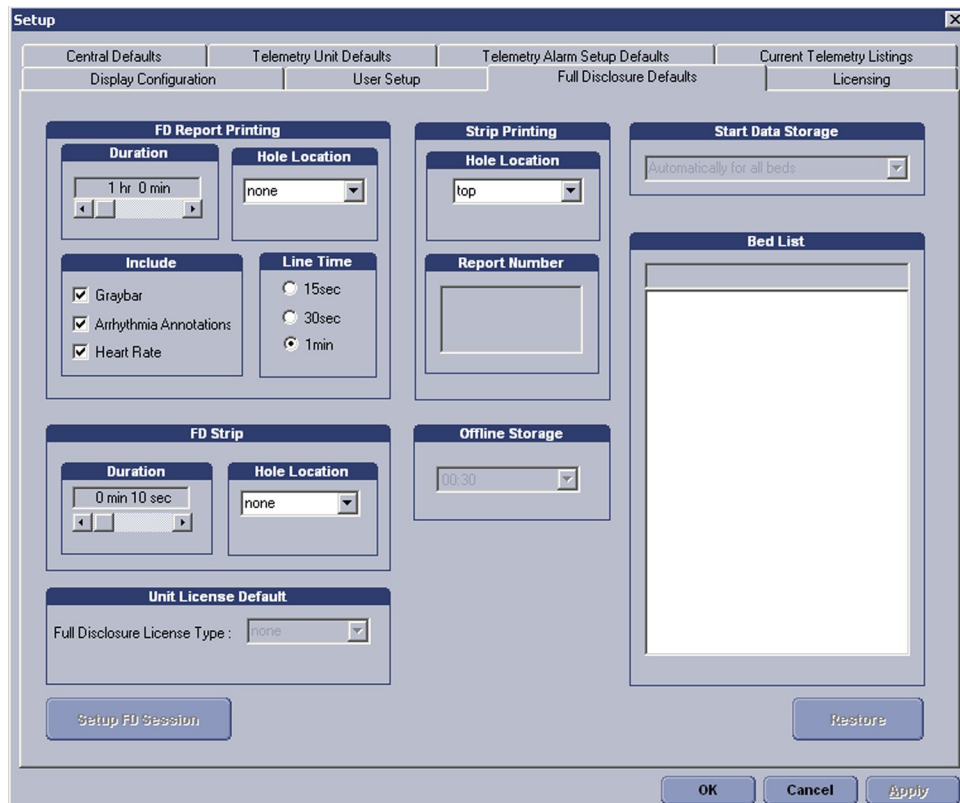 Setup
Central Defaults
Telemetry Unit Defaults
Telemetry Alarm Setup Defaults
Current Telemetry Listings
Display Configuration
User Setup
Full Disclosure Defaults
Licensing
FD Report Printing
Duration
1 hr 0 min
Hole Location
none
Include
Graybar
Arrhythmia Annotations
Heart Rate
Line Time
15sec
30sec
1min
Strip Printing
Hole Location
top
Report Number
Start Data Storage
Automatically for all beds
Bed List
FD Strip
Duration
0 min 10 sec
Hole Location
none
Offline Storage
00:30
Unit License Default
Full Disclosure License Type :
none
Setup FD Session
Restore
OK
Cancel
Apply